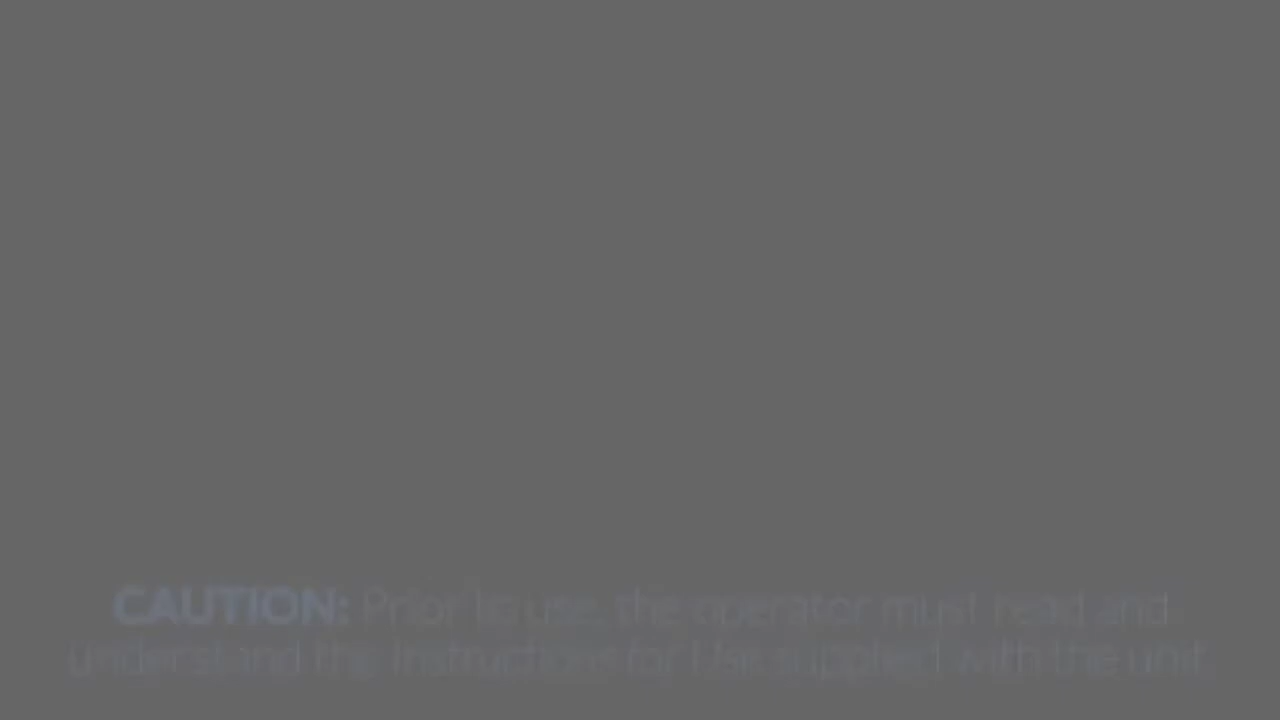 CAUTION: Prior to use, the operator must read and
understand the Instructions for Use supplied with the unit.